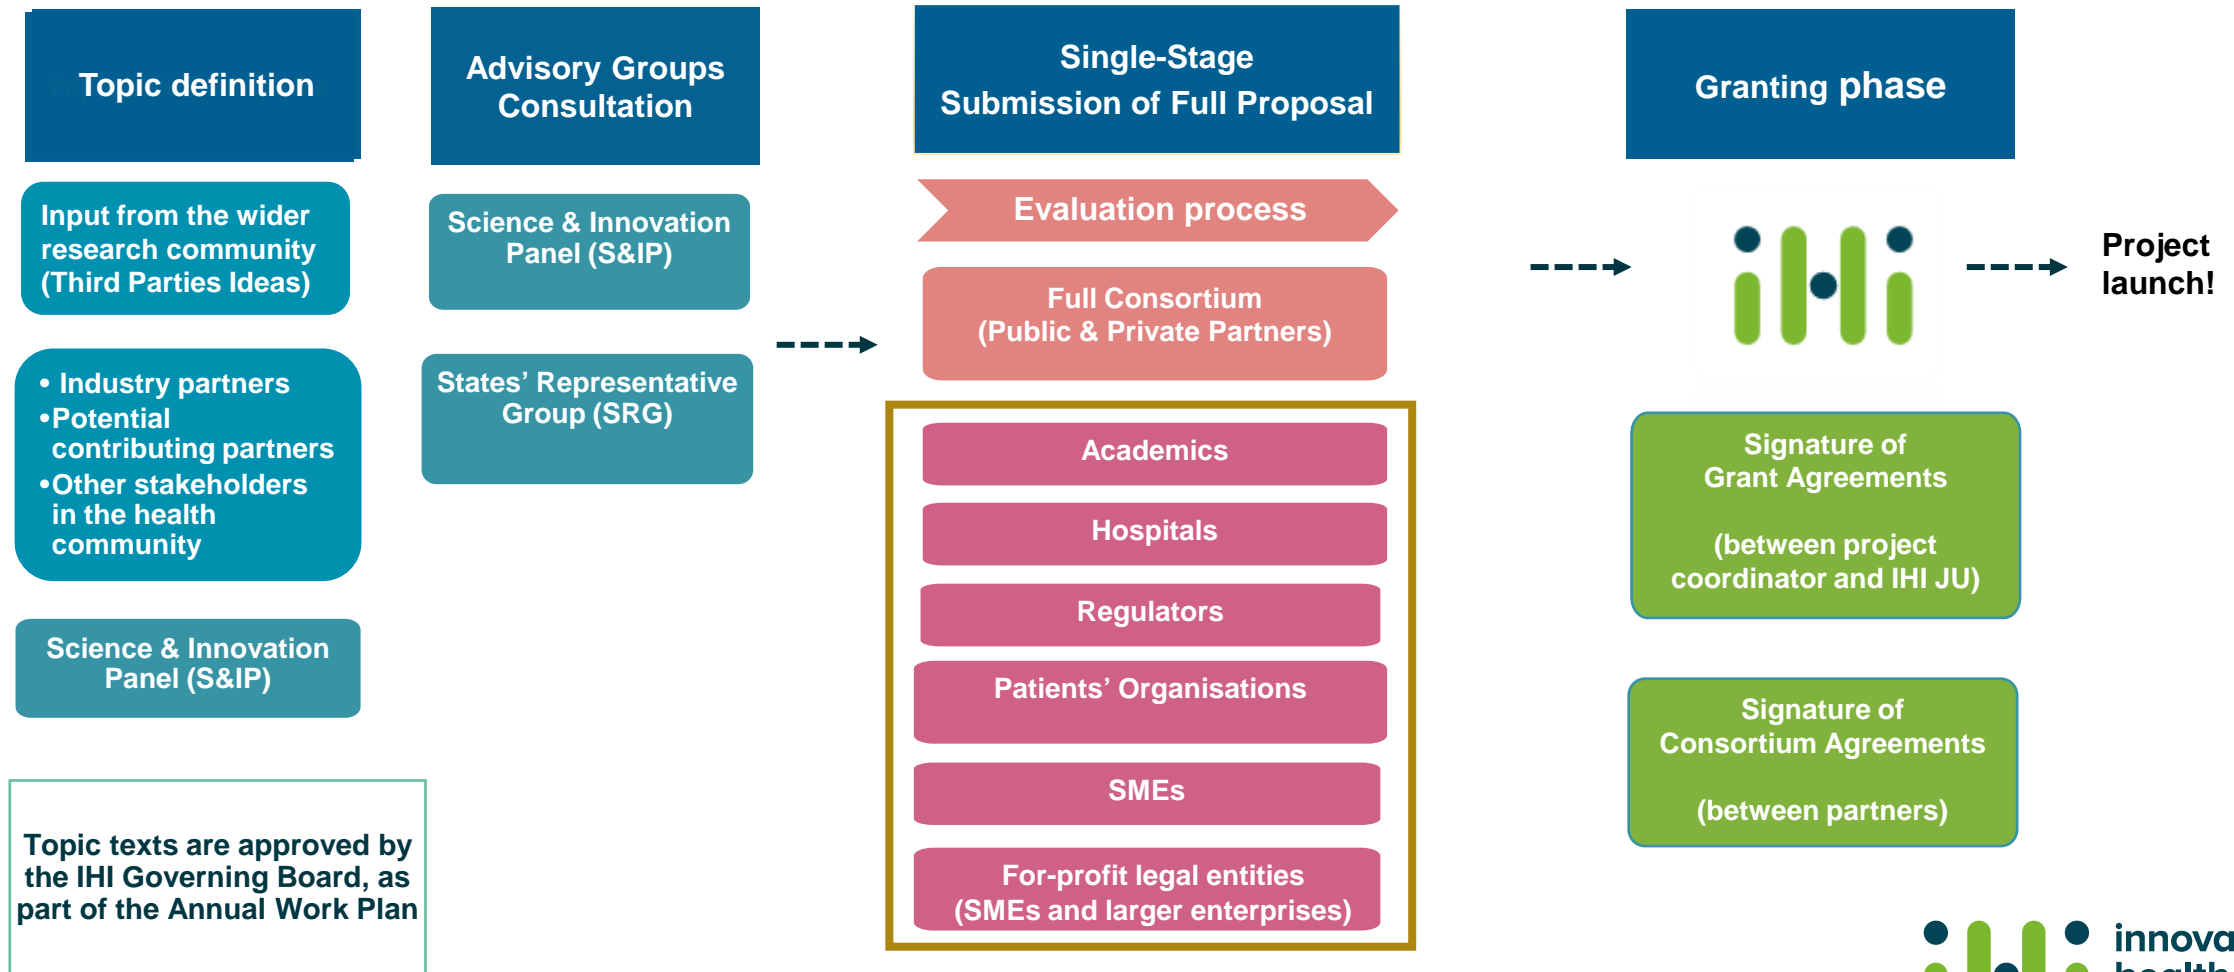 Topic definition
Input from the wider
research community
(Third Parties Ideas)
• Industry partners
•Potential
contributing partners
•Other stakeholders
in the health
community
Science & Innovation
Panel (S&IP)
Topic texts are approved by
the IHI Governing Board, as
part of the Annual Work Plan
Advisory Groups
Consultation
Science & Innovation
Panel (S&IP)
States’ Representative
Group (SRG)
Single-Stage
Submission of Full Proposal
Evaluation process
Full Consortium
(Public & Private Partners)
Academics
Hospitals
Regulators
Patients’ Organisations
SMEs
For-profit legal entities
(SMEs and larger enterprises)
Granting phase
ihi
Signature of
Grant Agreements
(between project
coordinator and IHI JU)
Signature of
Consortium Agreements
(between partners)
Project
launch!
innova
health